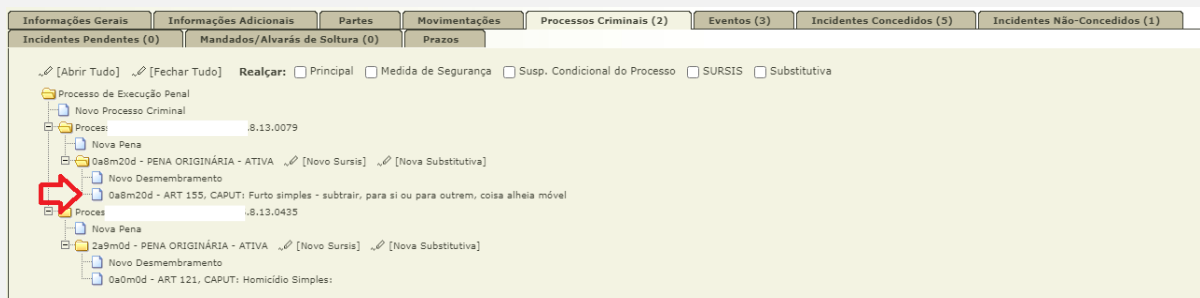 Informações Gerais Informações Adicionais Partes Movimentações Processos Criminais (2) Eventos (3) Incidentes Concedidos (5) Incidentes Não-Concedidos (1)
Incidentes Pendentes (0) Mandados/Alvarás de Soltura (0) Prazos
[Abrir Tudo] [Fechar Tudo] Realçar: Principal Medida de Segurança Susp. Condicional do Processo SURSIS Substitutiva
Processo de Execução Penal
Novo Processo Criminal
.8.13.0079
Nova Pena
0a8m20d - PENA ORIGINÁRIA - ATIVA [Novo Sursis] [Nova Substitutiva]
Novo Desmembramento
0a8m20d - ART 155, CAPUT: Furto simples - subtrair, para si ou para outrem, coisa alheia móvel
Proces .8.13.0435
Nova Pena
2a9m0d - PENA ORIGINÁRIA - ATIVA [Novo Sursis] [Nova Substitutiva]
Novo Desmembramento
0a0m0d - ART 121, CAPUT: Homicídio Simples: